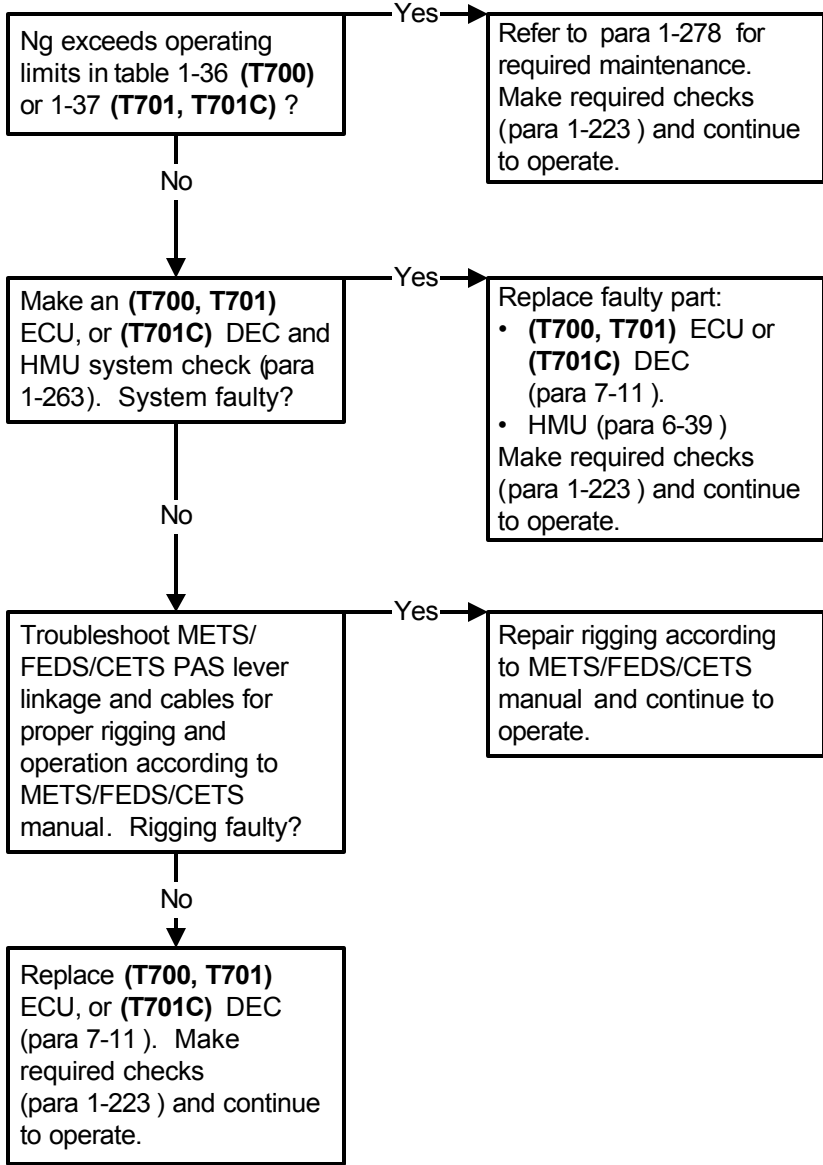 Ng exceeds operating
limits in table 1-36 (T700)
or 1-37 (T701, T701C) ?
Yes
Refer to para 1-278 for
required maintenance.
Make required checks
(para 1-223 ) and continue
to operate.
No
Make an (T700, T701)
ECU, or (T701C) DEC and
HMU system check (para
1-263). System faulty?
Yes
Replace faulty part:
• (T700, T701) ECU or
(T701C) DEC
(para 7-11 ).
• HMU (para 6-39 )
Make required checks
(para 1-223 ) and continue
to operate.
No
Troubleshoot METS/
FEDS/CETS PAS lever
linkage and cables for
proper rigging and
operation according to
METS/FEDS/CETS
manual. Rigging faulty?
Yes
Repair rigging according
to METS/FEDS/CETS
manual and continue to
operate.
No
Replace (T700, T701)
ECU, or (T701C) DEC
(para 7-11 ). Make
required checks
(para 1-223 ) and continue
to operate.